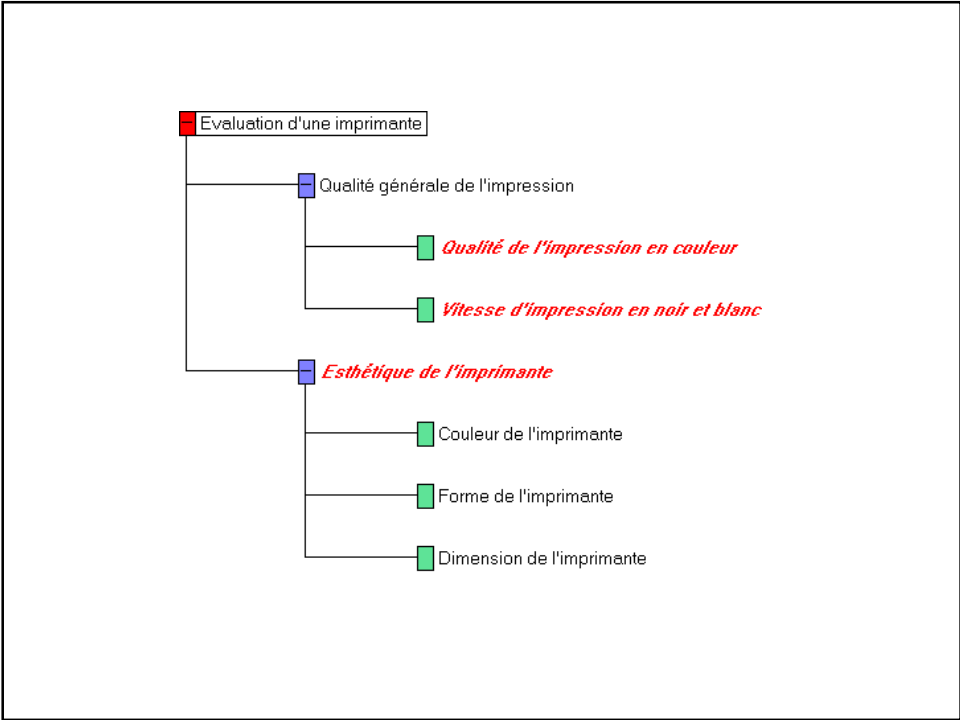 Evaluation d'une imprimante
Qualité générale de l'impression
Qualité de l'impression en couleur
Vitesse d'impression en noir et blanc
Esthétique de l'imprimante
Couleur de l'imprimante
Forme de l'imprimante
Dimension de l'imprimante